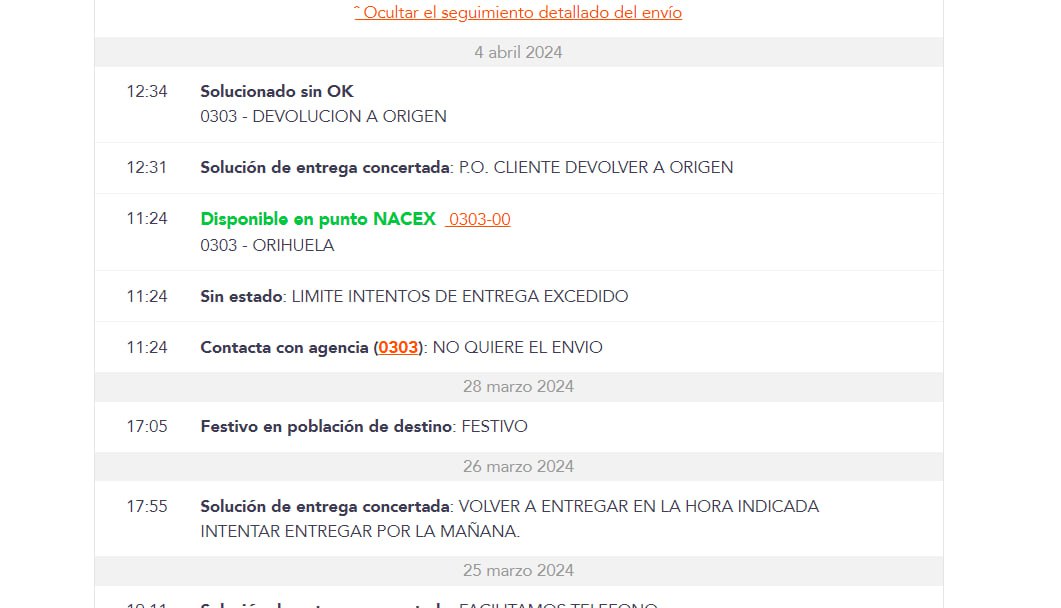 ˆ Ocultar el seguimiento detallado del envío
4 abril 2024
12:34 Solucionado sin OK
0303 - DEVOLUCION A ORIGEN
12:31 Solución de entrega concertada: P.O. CLIENTE DEVOLVER A ORIGEN
11:24 Disponible en punto NACEX 0303-00
0303 - ORIHUELA
11:24 Sin estado: LIMITE INTENTOS DE ENTREGA EXCEDIDO
11:24 Contacta con agencia (0303): NO QUIERE EL ENVIO
28 marzo 2024
17:05 Festivo en población de destino: FESTIVO
26 marzo 2024
17:55 Solución de entrega concertada: VOLVER A ENTREGAR EN LA HORA INDICADA
INTENTAR ENTREGAR POR LA MAÑANA.
25 marzo 2024
Solución de entrega concertada: FACILITAMOS TELEFONO